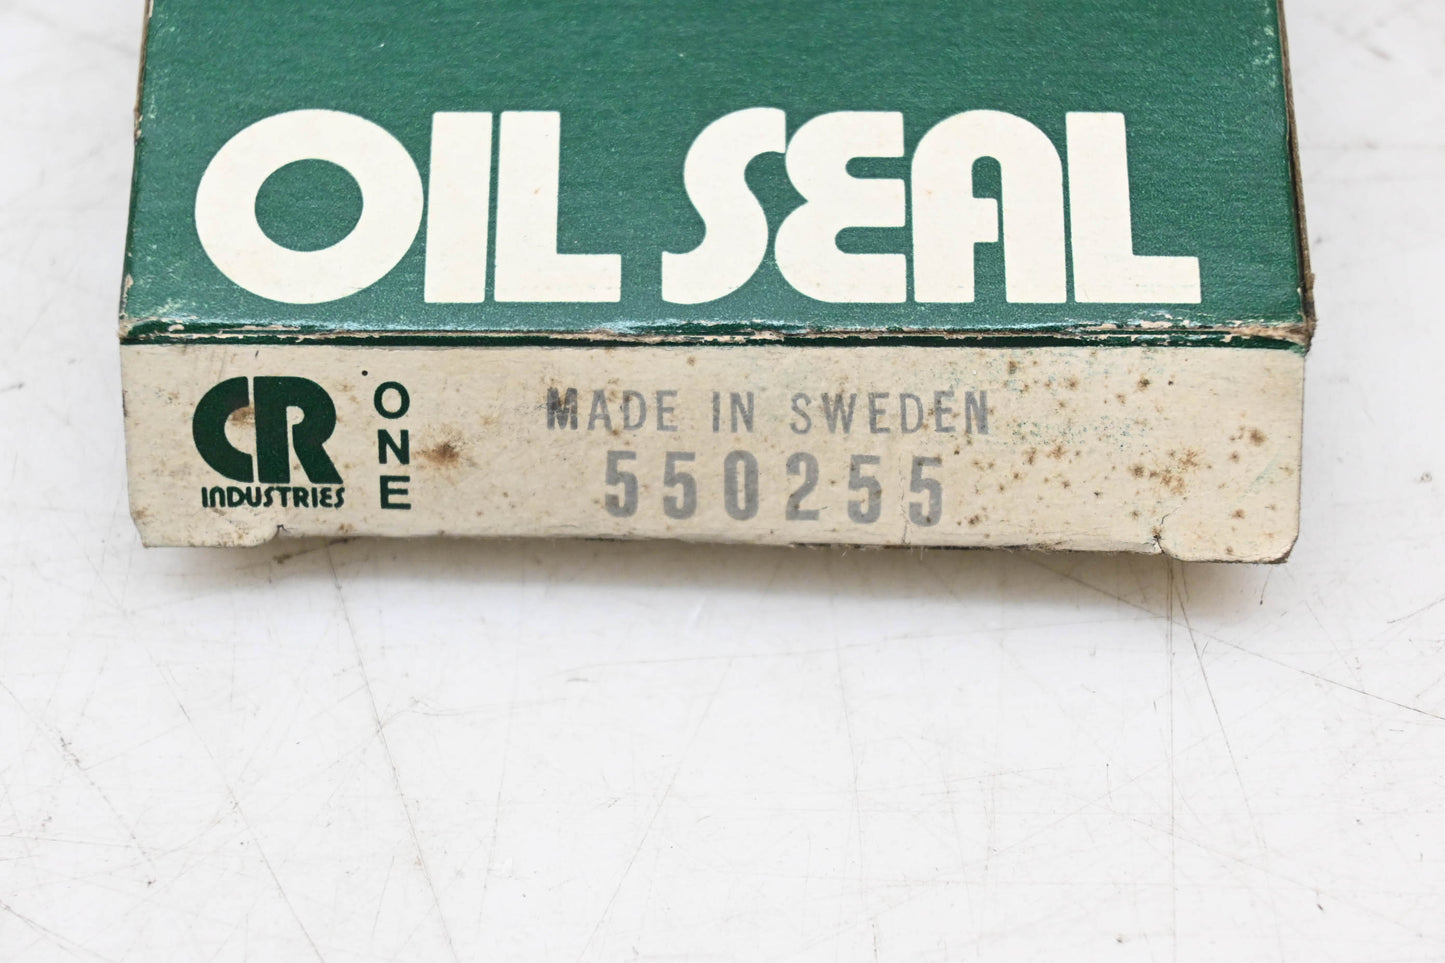 OIL SEAL
CR
INDUSTRIES
ONE
MADE IN SWEDEN
550255